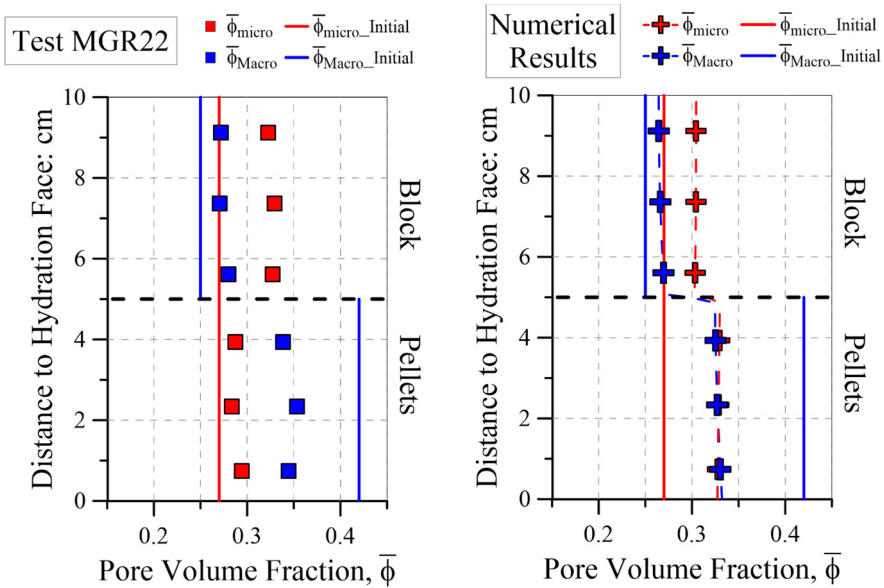 Test MGR22
ϕ̅micro ϕ̅micro_Initial
ϕ̅Macro ϕ̅Macro_Initial
10
8
6
4
2
0
0.2 0.3 0.4
Distance to Hydration Face: cm
Pore Volume Fraction, ϕ̅
Block
Pellets
Numerical
Results
ϕ̅micro ϕ̅micro_Initial
ϕ̅Macro ϕ̅Macro_Initial
10
8
6
4
2
0
0.2 0.3 0.4
Distance to Hydration Face: cm
Pore Volume Fraction, ϕ̅
Block
Pellets